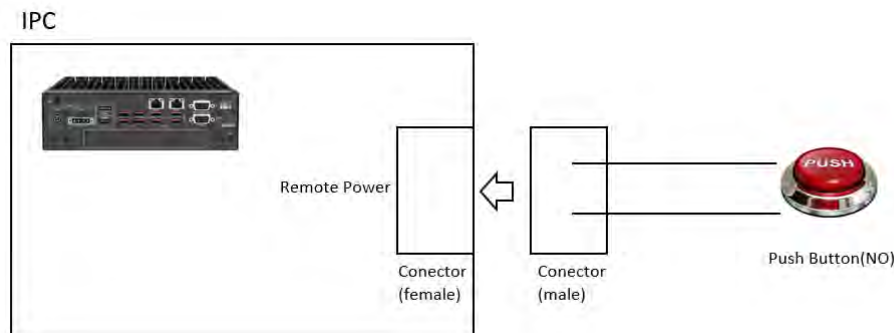 IPC
PUSH
Remote Power
Push Button(NO)
Conector
(female)
Conector
(male)